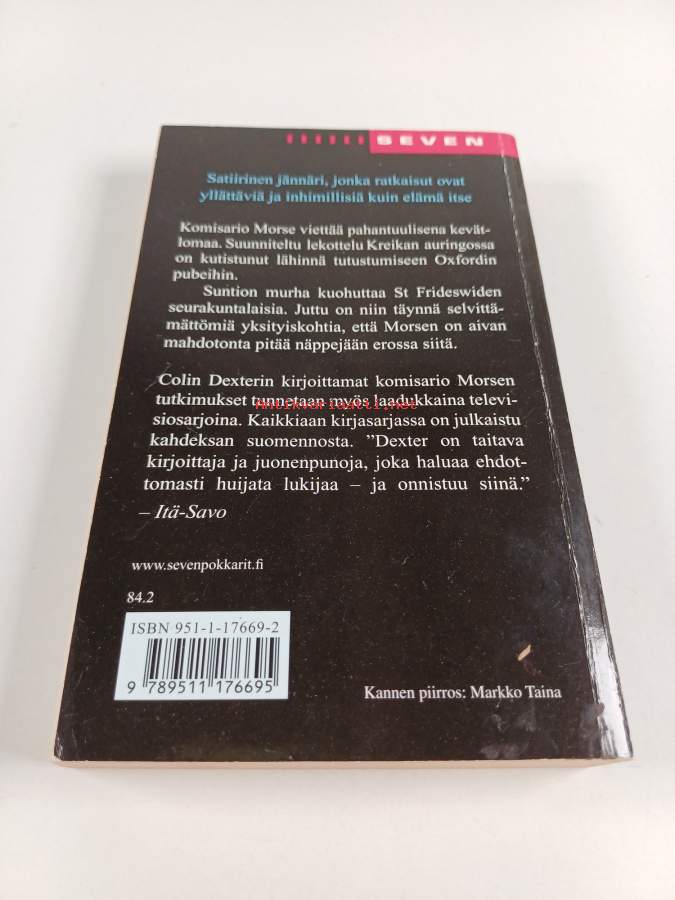 SEVEN
Satiirinen jännäri, jonka ratkaisut ovat
yllättäviä ja inhimillisiä kuin elämä itse
Komisario Morse viettää pahantuulisena kevät-
lomaa. Suunniteltu lekottelu Kreikan auringossa
on kutistunut lähinnä tutustumiseen Oxfordin
pubeihin.
Suntion murha kuohuttaa St Frideswiden
seurakuntalaisia. Juttu on niin täynnä selvittä-
mättömiä yksityiskohtia, että Morsen on aivan
mahdotonta pitää näppejään erossa siitä.
Colin Dexterin kirjoittamat komisario Morsen
tutkimukset tunnetaan myös laadukkaina televi-
antikvariaatti.net
siosarjoina. Kaikkiaan kirjasarjassa on julkaistu
kahdeksan suomennosta. ”Dexter on taitava
kirjoittaja ja juonenpunoja, joka haluaa ehdot-
tomasti huijata lukijaa – ja onnistuu siinä.”
– Itä-Savo
www.sevenpokkarit.fi
84.2
ISBN 951-1-17669-2
9 789511 176695
Kannen piirros: Markko Taina